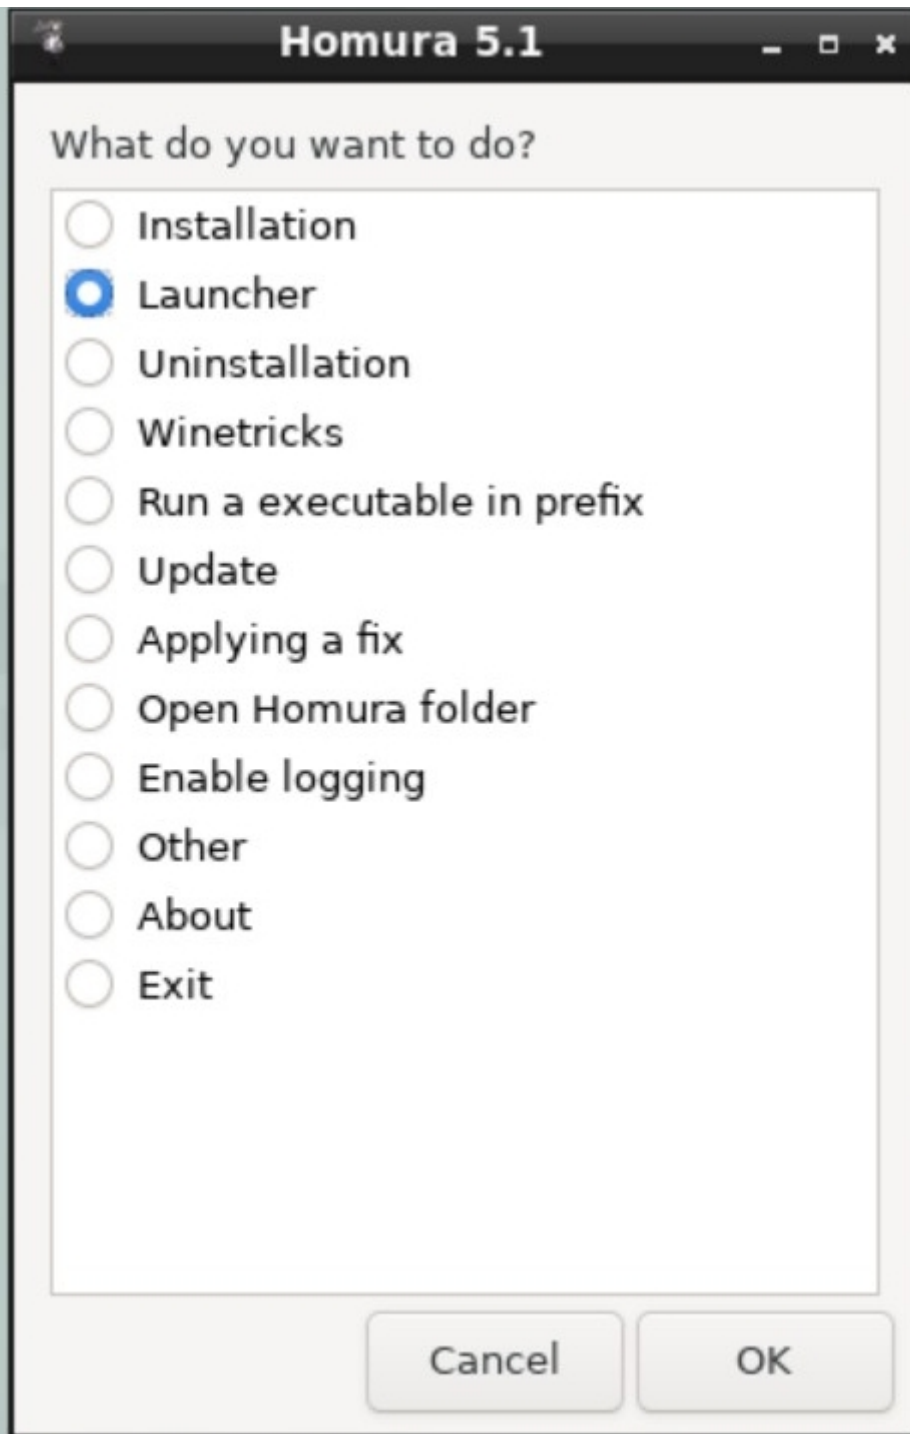 Homura 5.1
What do you want to do?
Installation
Launcher
Uninstallation
Winetricks
Run a executable in prefix
Update
Applying a fix
Open Homura folder
Enable logging
Other
About
Exit
Cancel OK